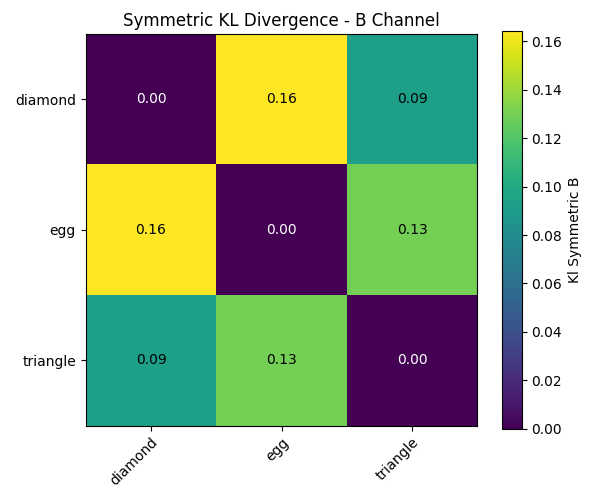 Symmetric KL Divergence - B Channel
diamond 0.00 0.16 0.09
egg 0.16 0.00 0.13
triangle 0.09 0.13 0.00
diamond egg triangle
0.16
0.14
0.12
0.10
0.08
0.06
0.04
0.02
0.00
Kl Symmetric B